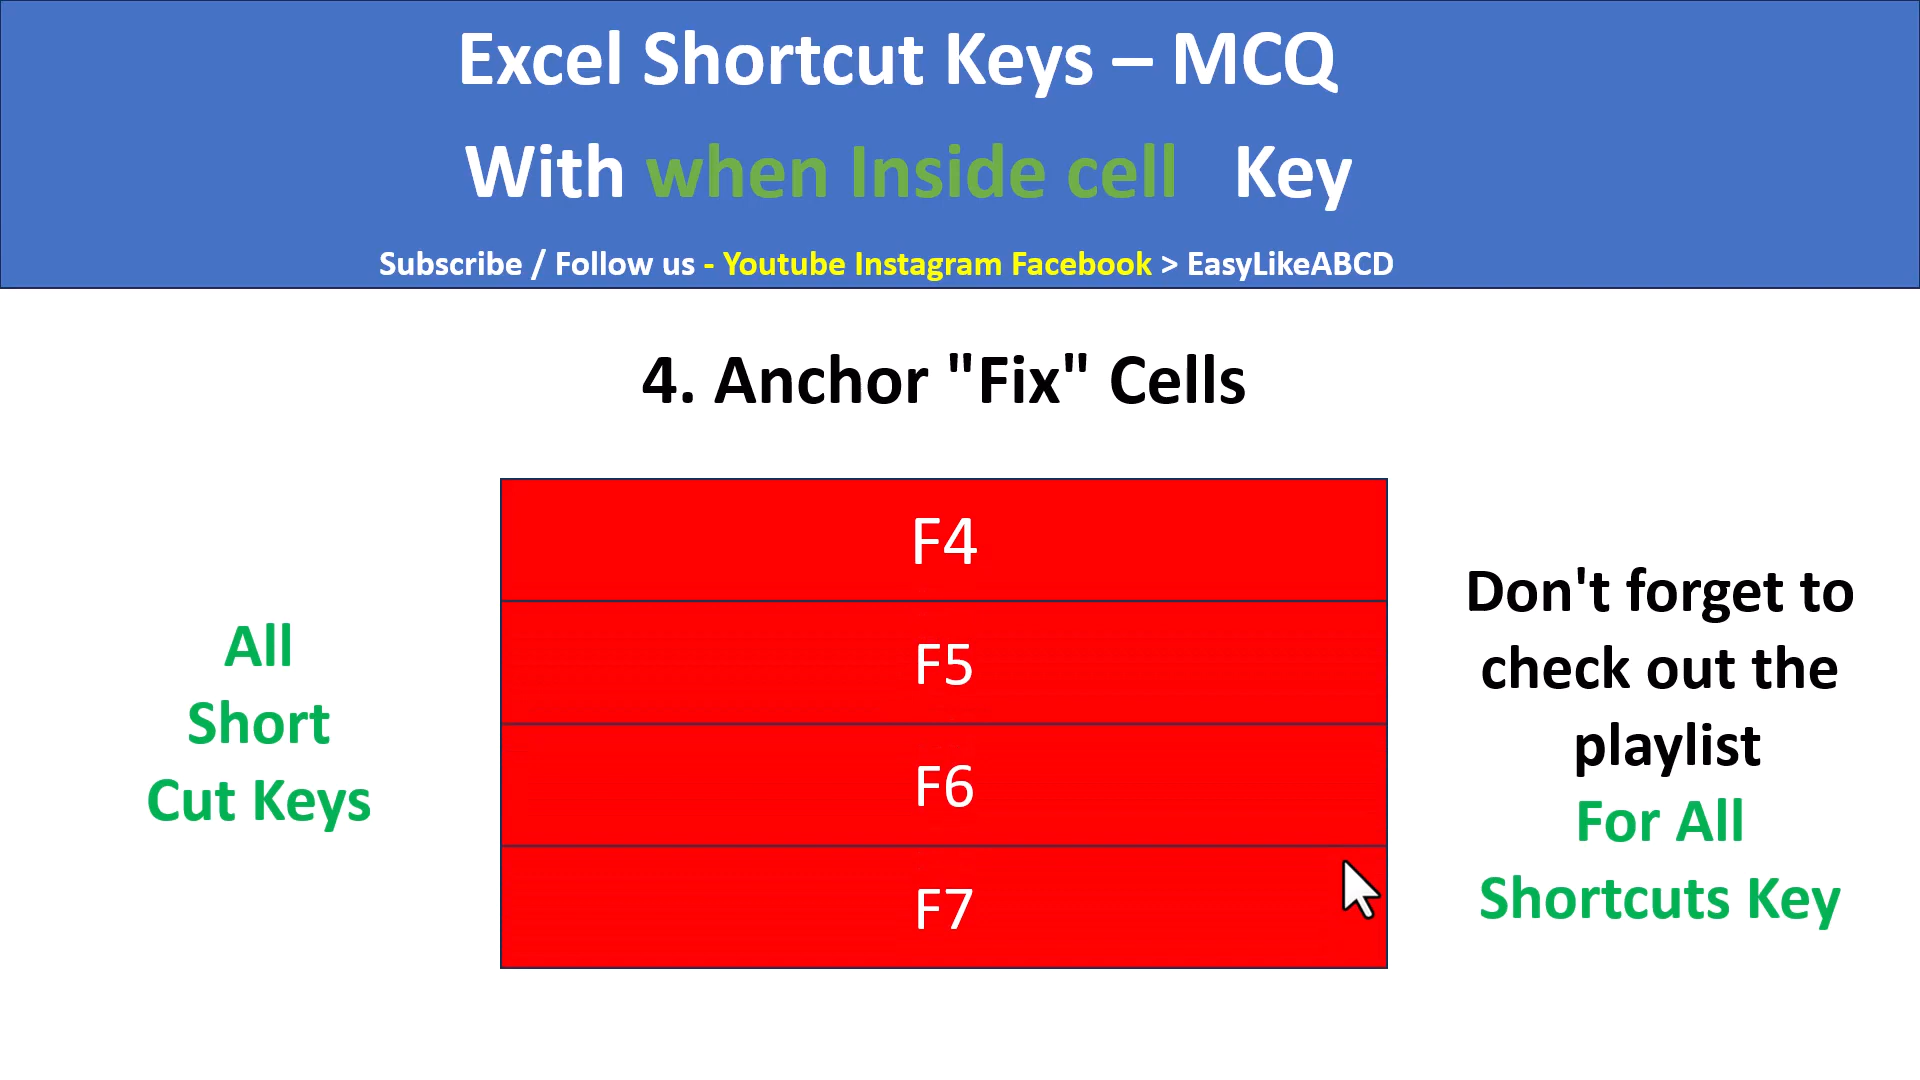 Excel Shortcut Keys – MCQ
With when Inside cell Key
Subscribe / Follow us - Youtube Instagram Facebook > EasyLikeABCD
4. Anchor "Fix" Cells
All
Short
Cut Keys
F4
F5
F6
F7
Don't forget to
check out the
playlist
For All
Shortcuts Key